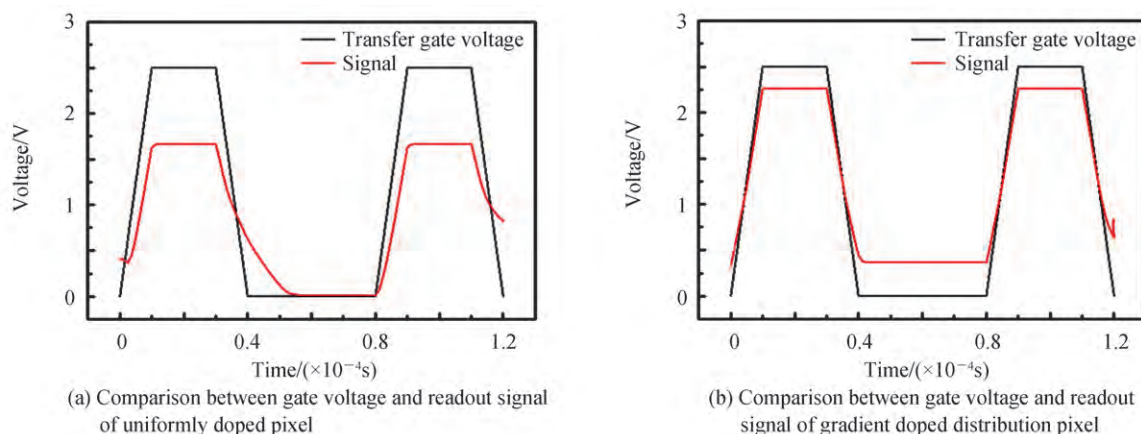 3
2
1
0
Voltage/V
Transfer gate voltage
Signal
0 0.4 0.8 1.2
Time/(×10⁻⁴s)
(a) Comparison between gate voltage and readout signal
of uniformly doped pixel
3
2
1
0
Voltage/V
Transfer gate voltage
Signal
0 0.4 0.8 1.2
Time/(×10⁻⁴s)
(b) Comparison between gate voltage and readout
signal of gradient doped distribution pixel